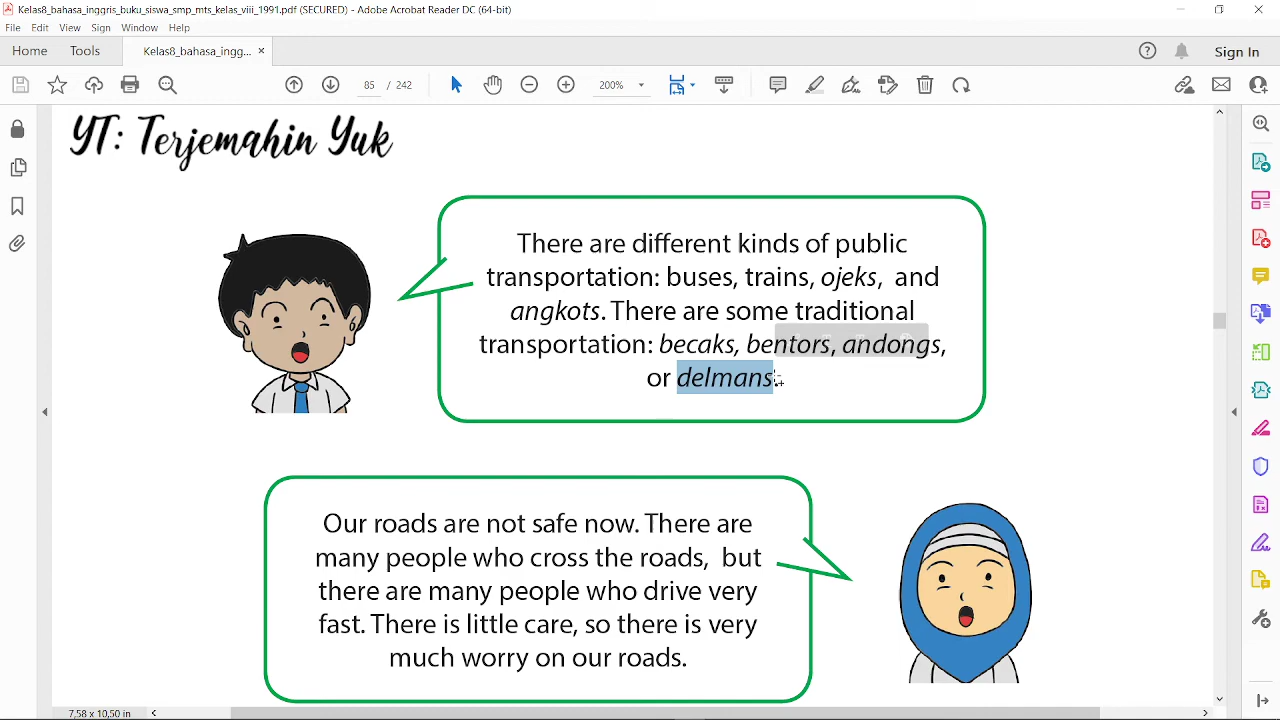 Kelas8_bahasa_inggris_buku_siswa_smp_mts_kelas_viii_1991.pdf (SECURED) - Adobe Acrobat Reader DC (64-bit)
File Edit View Sign Window Help
Home Tools Kelas8_bahasa_ingg... × Sign In
85 / 242 200%
YT: Terjemahin Yuk
There are different kinds of public
transportation: buses, trains, ojeks, and
angkots. There are some traditional
transportation: becaks, bentors, andongs,
or delmans.
Our roads are not safe now. There are
many people who cross the roads, but
there are many people who drive very
fast. There is little care, so there is very
much worry on our roads.
7,58 x 10,50 in